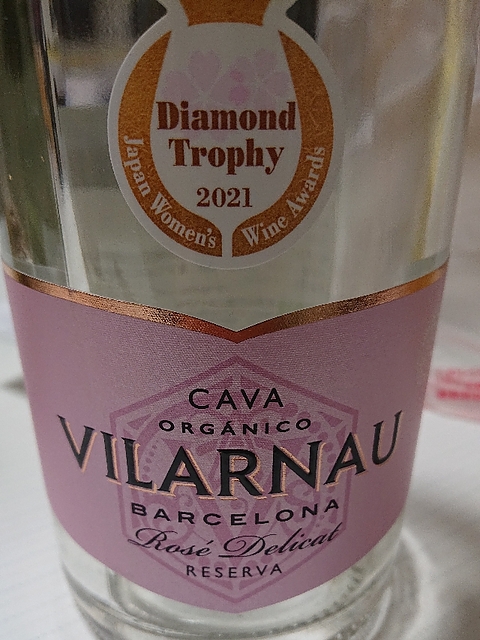 Diamond
Trophy
2021
Japan Women's Wine Awards
CAVA
ORGÁNICO
VILARNAU
BARCELONA
Rosé Delicat
RESERVA